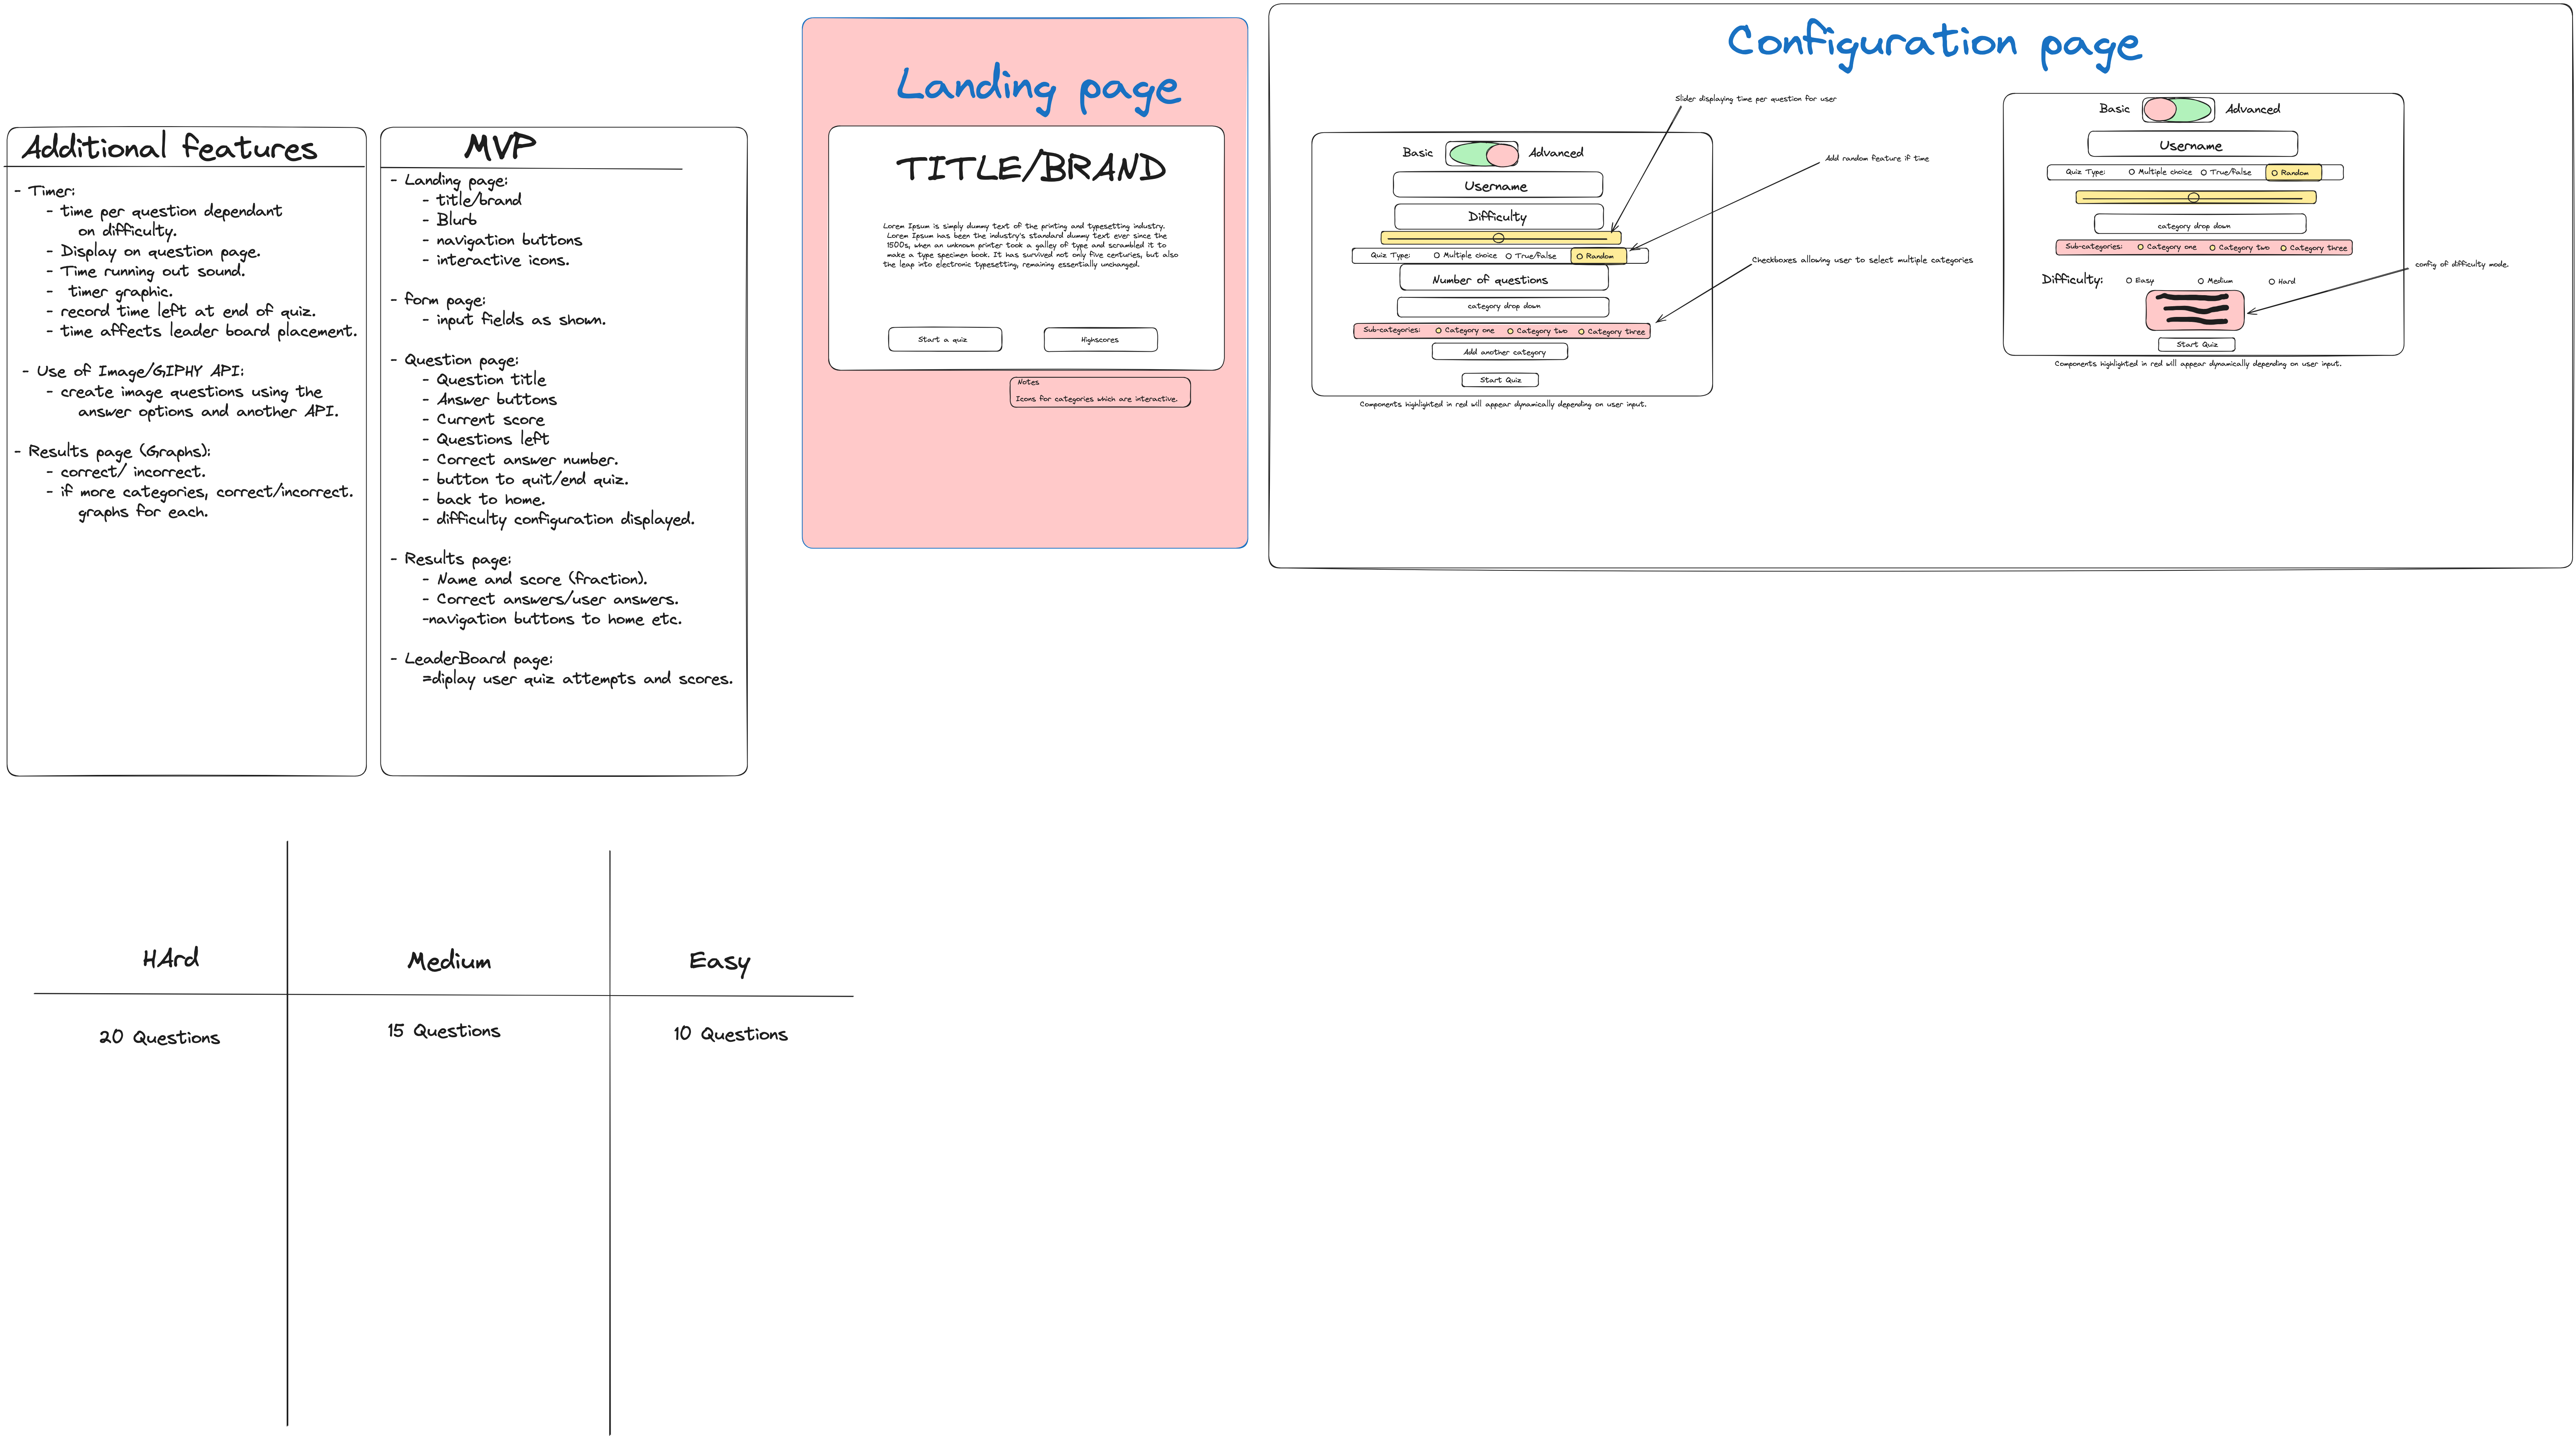 Additional features
- Timer:
- time per question dependant
on difficulty.
- Display on question page.
- Time running out sound.
- timer graphic.
- record time left at end of quiz.
- time affects leader board placement.
- Use of Image/GIPHY API:
- create image questions using the
answer options and another API.
- Results page (Graphs):
- correct/ incorrect.
- if more categories, correct/incorrect.
graphs for each.
MVP
- Landing page:
- title/brand
- Blurb
- navigation buttons
- interactive icons.
- form page:
- input fields as shown.
- Question page:
- Question title
- Answer buttons
- Current score
- Questions left
- Correct answer number.
- button to quit/end quiz.
- back to home.
- difficulty configuration displayed.
- Results page:
- Name and score (fraction).
- Correct answers/user answers.
-navigation buttons to home etc.
- LeaderBoard page:
=diplay user quiz attempts and scores.
Landing page
TITLE/BRAND
Lorem Ipsum is simply dummy text of the printing and typesetting industry.
Lorem Ipsum has been the industry's standard dummy text ever since the
1500s, when an unknown printer took a galley of type and scrambled it to
make a type specimen book. It has survived not only five centuries, but also
the leap into electronic typesetting, remaining essentially unchanged.
Start a quiz
Highscores
Notes
Icons for categories which are interactive.
Configuration page
Slider displaying time per question for user
Add random feature if time
Checkboxes allowing user to select multiple categories
Basic
Advanced
Username
Difficulty
Quiz Type: Multiple choice True/False Random
Number of questions
category drop down
Sub-categories: Category one Category two Category three
Add another category
Start Quiz
Components highlighted in red will appear dynamically depending on user input.
Basic
Advanced
Username
Quiz Type: Multiple choice True/False Random
category drop down
Sub-categories: Category one Category two Category three
config of difficulty mode.
Difficulty: Easy Medium Hard
Start Quiz
Components highlighted in red will appear dynamically depending on user input.
HArd
Medium
Easy
20 Questions
15 Questions
10 Questions